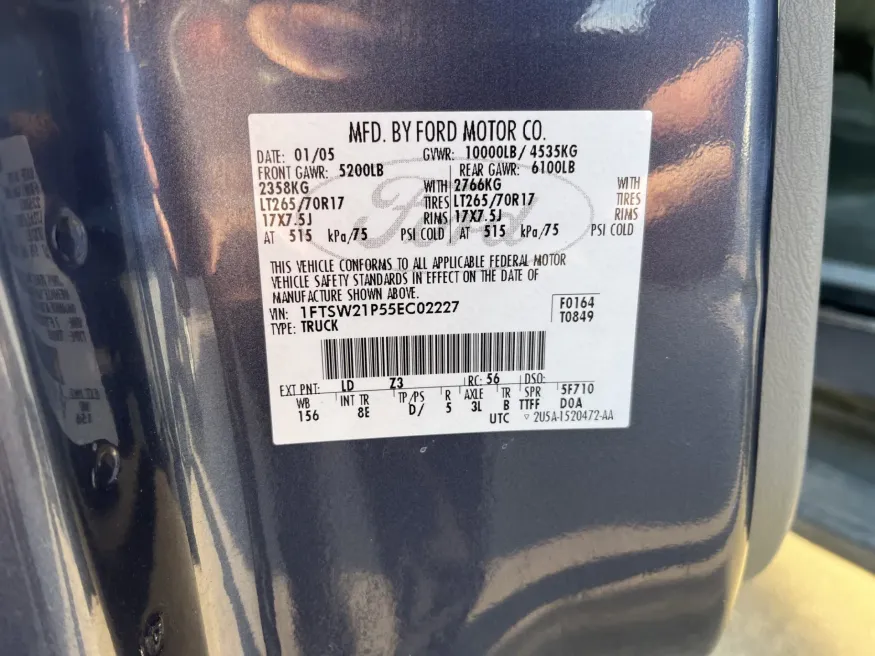 MFD. BY FORD MOTOR CO.
DATE: 01/05 GVWR: 10000LB/ 4535KG
FRONT GAWR: 5200LB REAR GAWR: 6100LB
2358KG WITH 2766KG WITH
LT265/70R17 TIRES LT265/70R17 TIRES
17X7.5J RIMS 17X7.5J RIMS
AT 515 kPa/75 PSI COLD AT 515 kPa/75 PSI COLD
Ford
THIS VEHICLE CONFORMS TO ALL APPLICABLE FEDERAL MOTOR
VEHICLE SAFETY STANDARDS IN EFFECT ON THE DATE OF
MANUFACTURE SHOWN ABOVE.
VIN: 1FTSW21P55EC02227 F0164
TYPE: TRUCK T0849
EXT PNT: LD Z3 RC: 56 DSO:
WB INT TR TP/PS R AXLE TR SPR 5F710
156 8E D/ 5 3L B TTFF DOA
UTC ▽ 2U5A-1520472-AA